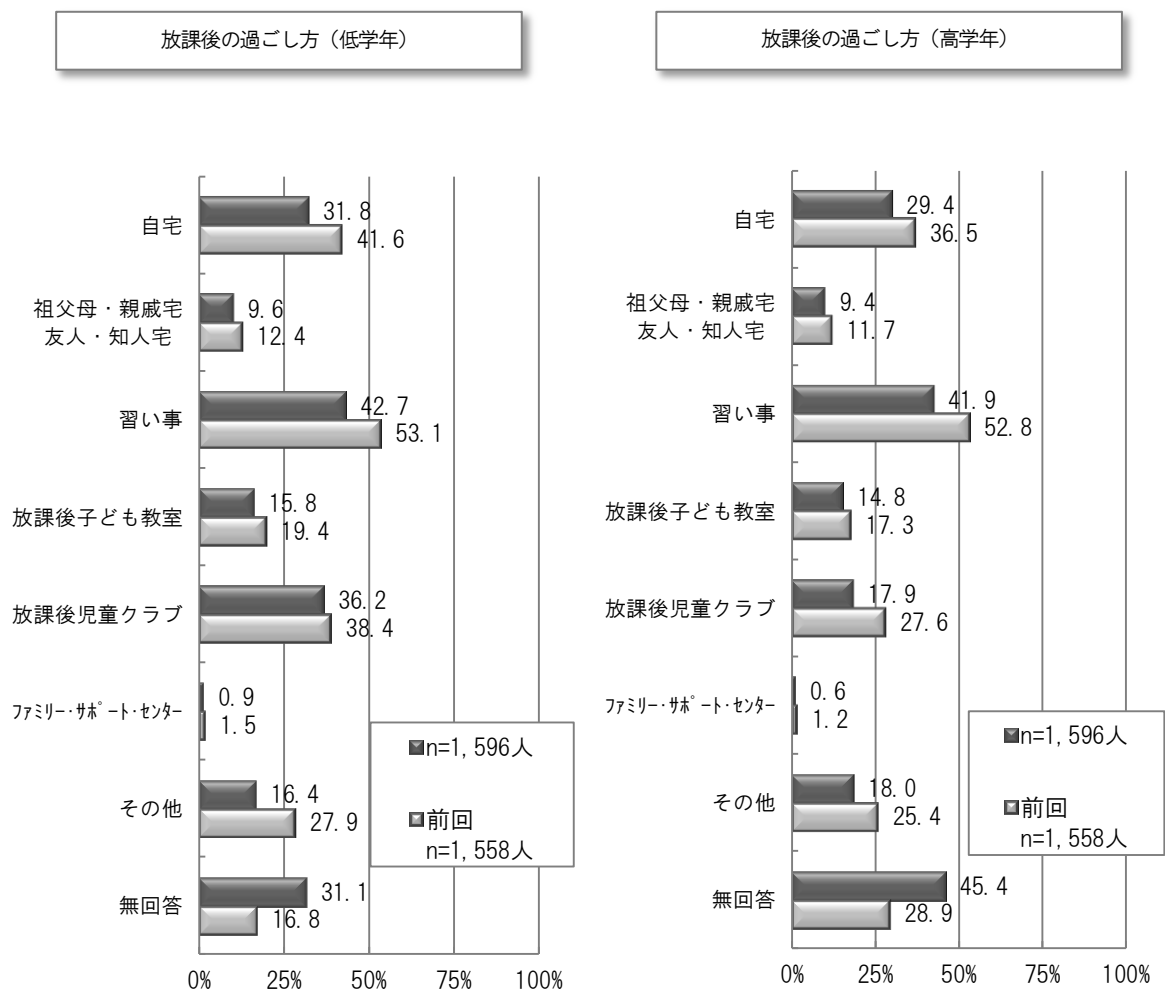 放課後の過ごし方（低学年）
自宅
31.8
41.6
祖父母・親戚宅
友人・知人宅
9.6
12.4
習い事
42.7
53.1
放課後子ども教室
15.8
19.4
放課後児童クラブ
36.2
38.4
ﾌｧﾐﾘｰ･ｻﾎﾟｰﾄ･ｾﾝﾀｰ
0.9
1.5
その他
16.4
27.9
無回答
31.1
16.8
n=1,596人
前回
n=1,558人
0% 25% 50% 75% 100%
放課後の過ごし方（高学年）
自宅
29.4
36.5
祖父母・親戚宅
友人・知人宅
9.4
11.7
習い事
41.9
52.8
放課後子ども教室
14.8
17.3
放課後児童クラブ
17.9
27.6
ﾌｧﾐﾘｰ･ｻﾎﾟｰﾄ･ｾﾝﾀｰ
0.6
1.2
その他
18.0
25.4
無回答
45.4
28.9
n=1,596人
前回
n=1,558人
0% 25% 50% 75% 100%